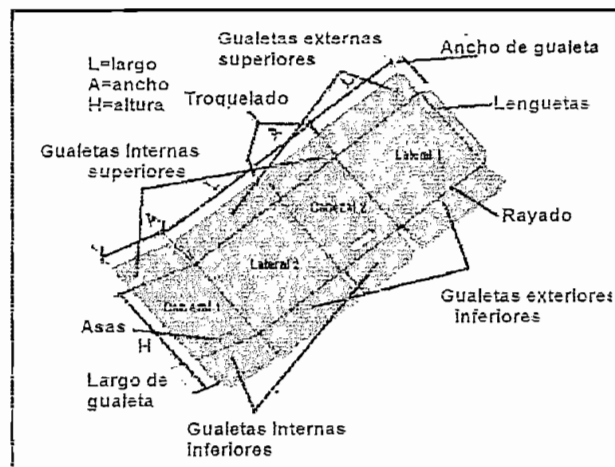 Gualetas externas
superiores
Ancho de gualeta
L=largo
A=ancho
H=altura
Troquelado
Lenguetas
Gualetas Internas
superiores
L
A
L
A
Lateral 1
Cabezal 2
Rayado
Lateral 2
Cabezal 1
Gualetas exteriores
inferiores
Asas
H
Largo de
gualeta
Gualetas Internas
inferiores